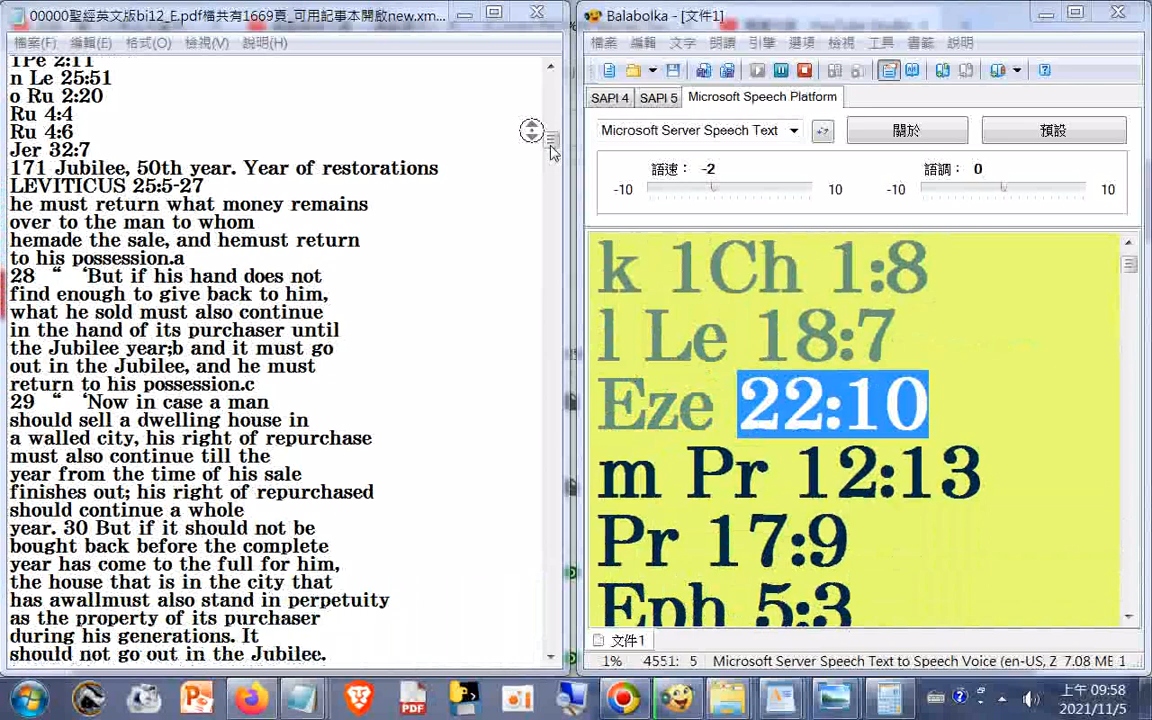 00000聖經英文版bi12_E.pdf檔共有1669頁_可用記事本開啟new.xm...
檔案(F) 編輯(E) 格式(O) 檢視(V) 說明(H)
1Pe 2:11
n Le 25:51
o Ru 2:20
Ru 4:4
Ru 4:6
Jer 32:7
171 Jubilee, 50th year. Year of restorations
LEVITICUS 25:5-27
he must return what money remains
over to the man to whom
hemade the sale, and hemust return
to his possession.a
28 “ ‘But if his hand does not
find enough to give back to him,
what he sold must also continue
in the hand of its purchaser until
the Jubilee year;b and it must go
out in the Jubilee, and he must
return to his possession.c
29 “ ‘Now in case a man
should sell a dwelling house in
a walled city, his right of repurchase
must also continue till the
year from the time of his sale
finishes out; his right of repurchased
should continue a whole
year. 30 But if it should not be
bought back before the complete
year has come to the full for him,
the house that is in the city that
has awallmust also stand in perpetuity
as the property of its purchaser
during his generations. It
should not go out in the Jubilee.
Balabolka - [文件1]
檔案 編輯 文字 朗讀 引擎 選項 檢視 工具 書籤 說明
SAPI 4 SAPI 5 Microsoft Speech Platform
Microsoft Server Speech Text 關於 預設
語速： -2 語調： 0
-10 10 -10 10
k 1Ch 1:8
l Le 18:7
Eze 22:10
m Pr 12:13
Pr 17:9
Eph 5:3
文件1
1% 4551: 5 Microsoft Server Speech Text to Speech Voice (en-US, Z 7.08 MB 1
PDF
上午 09:58
2021/11/5